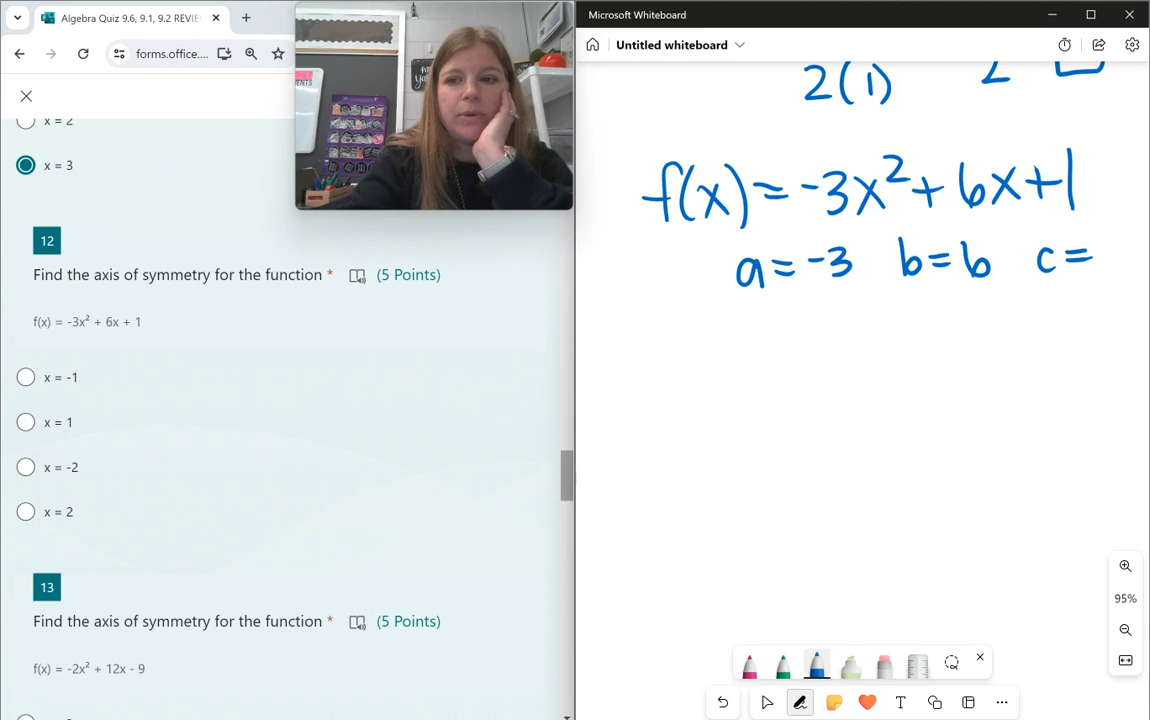 Algebra Quiz 9.6, 9.1, 9.2 REVIE
forms.office....
x = 2
x = 3
12
Find the axis of symmetry for the function * (5 Points)
f(x) = -3x² + 6x + 1
x = -1
x = 1
x = -2
x = 2
13
Find the axis of symmetry for the function * (5 Points)
f(x) = -2x² + 12x - 9
Microsoft Whiteboard
Untitled whiteboard
2(1) 2
f(x) = -3x² + 6x + 1
a = -3 b = 6 c =
95%